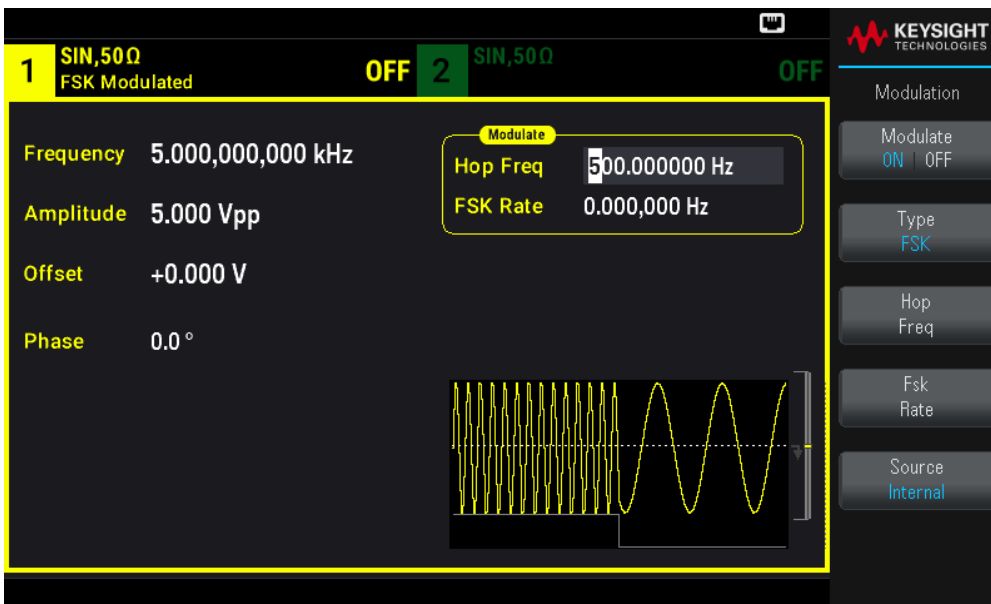 KEYSIGHT
TECHNOLOGIES
1
SIN,50Ω
FSK Modulated
OFF
2
SIN,50Ω
OFF
Frequency 5.000,000,000 kHz
Amplitude 5.000 Vpp
Offset +0.000 V
Phase 0.0 °
Modulate
Hop Freq 500.000000 Hz
FSK Rate 0.000,000 Hz
Modulation
Modulate
ON | OFF
Type
FSK
Hop
Freq
Fsk
Rate
Source
Internal